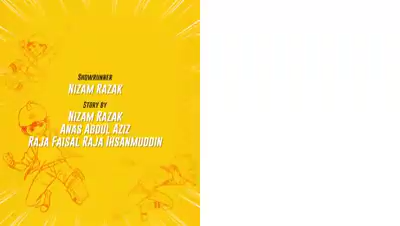 Showrunner
Nizam Razak
Story by
Nizam Razak
Anas Abdul Aziz
Raja Faisal Raja Ihsanmuddin